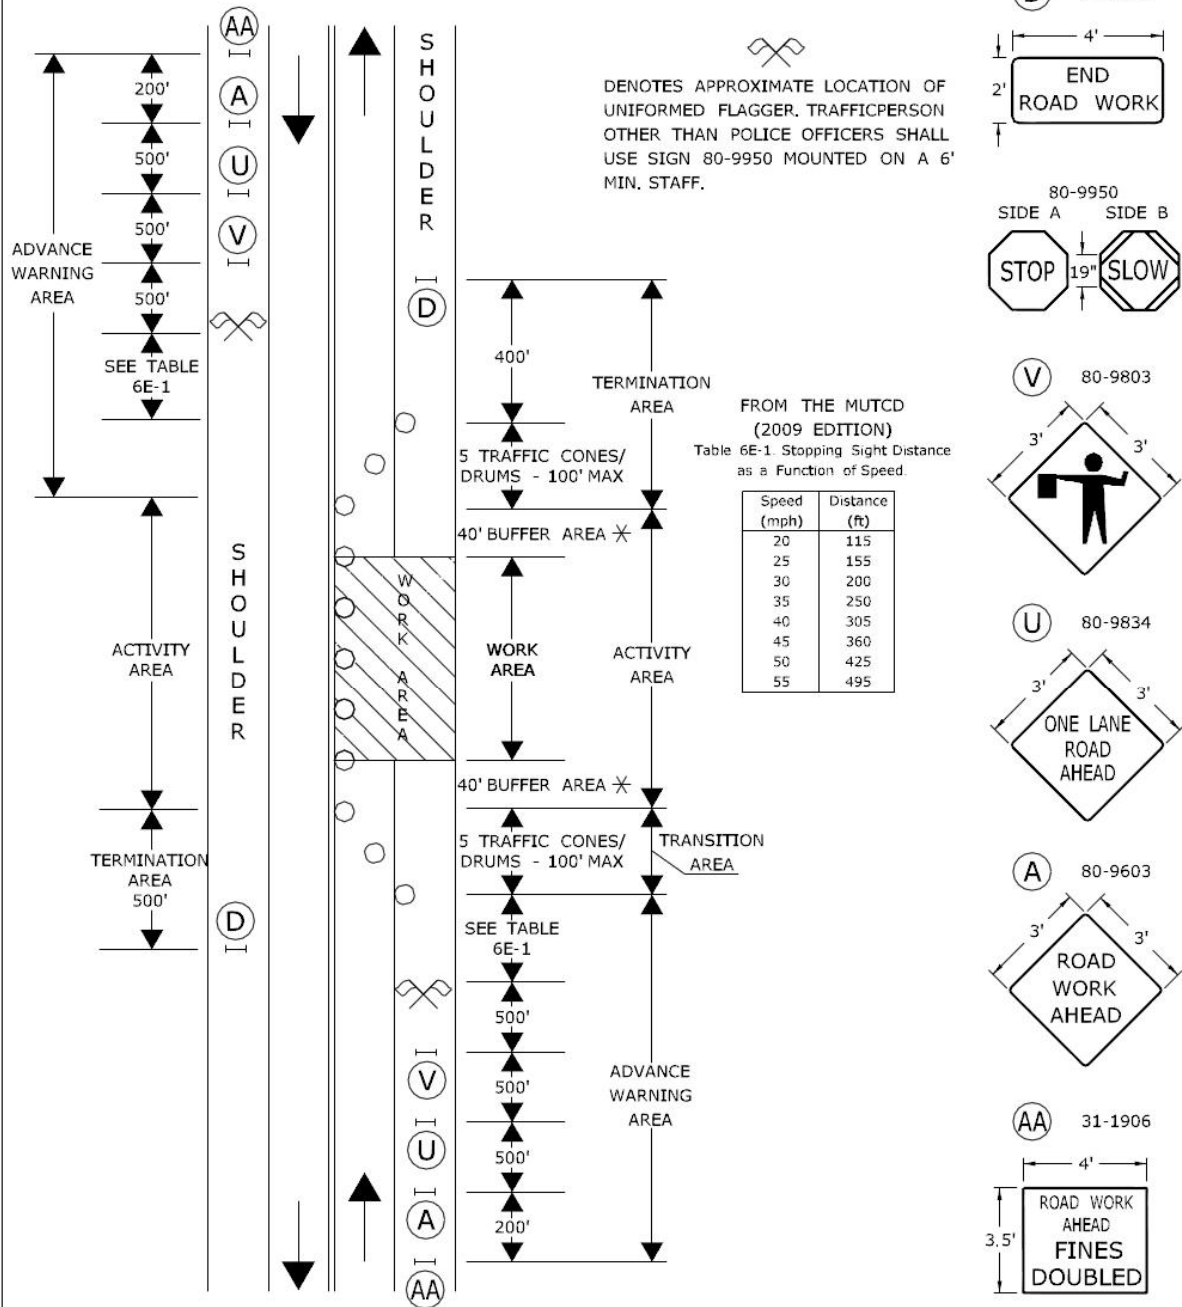 AA
200'
A
500'
U
500'
V
500'
ADVANCE
WARNING
AREA
SEE TABLE
6E-1
SHOULDER
ACTIVITY
AREA
TERMINATION
AREA
500'
D
SHOULDER
D
400'
TERMINATION
AREA
5 TRAFFIC CONES/
DRUMS - 100' MAX
40' BUFFER AREA *
WORK AREA
WORK
AREA
ACTIVITY
AREA
40' BUFFER AREA *
5 TRAFFIC CONES/
DRUMS - 100' MAX
TRANSITION
AREA
SEE TABLE
6E-1
500'
V
500'
U
500'
A
200'
AA
ADVANCE
WARNING
AREA
DENOTES APPROXIMATE LOCATION OF
UNIFORMED FLAGGER. TRAFFICPERSON
OTHER THAN POLICE OFFICERS SHALL
USE SIGN 80-9950 MOUNTED ON A 6'
MIN. STAFF.
FROM THE MUTCD
(2009 EDITION)
Table 6E-1. Stopping Sight Distance
as a Function of Speed.
Speed Distance
(mph) (ft)
20 115
25 155
30 200
35 250
40 305
45 360
50 425
55 495
4'
2'
END
ROAD WORK
80-9950
SIDE A SIDE B
STOP 19" SLOW
V 80-9803
3' 3'
U 80-9834
3' 3'
ONE LANE
ROAD
AHEAD
A 80-9603
3' 3'
ROAD
WORK
AHEAD
AA 31-1906
4'
3.5'
ROAD WORK
AHEAD
FINES
DOUBLED